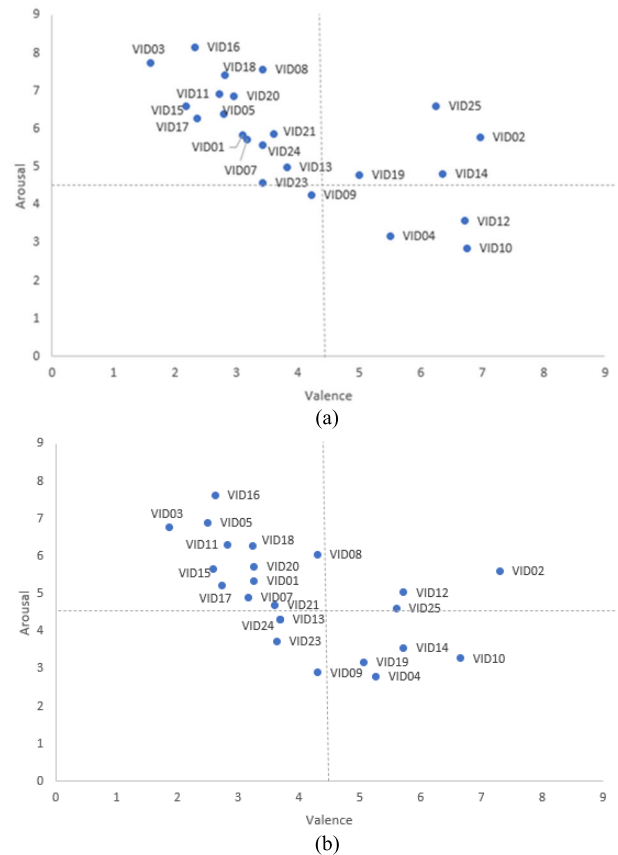 9
VID16
VID03
8
VID18
VID08
7
VID11
VID20
VID25
VID15
VID05
6
VID17
VID21
VID02
VID01
VID24
5
VID07
VID13
VID19
VID14
VID23
Arousal
4
VID09
VID12
3
VID04
VID10
2
1
0
0 1 2 3 4 5 6 7 8 9
Valence
(a)
9
8
VID16
7
VID03
VID05
VID11
VID18
6
VID08
VID15
VID20
VID02
VID01
5
VID17
VID07
VID12
VID21
VID25
Arousal
VID24
VID13
4
VID23
VID14
VID10
VID19
3
VID09
VID04
2
1
0
0 1 2 3 4 5 6 7 8 9
Valence
(b)